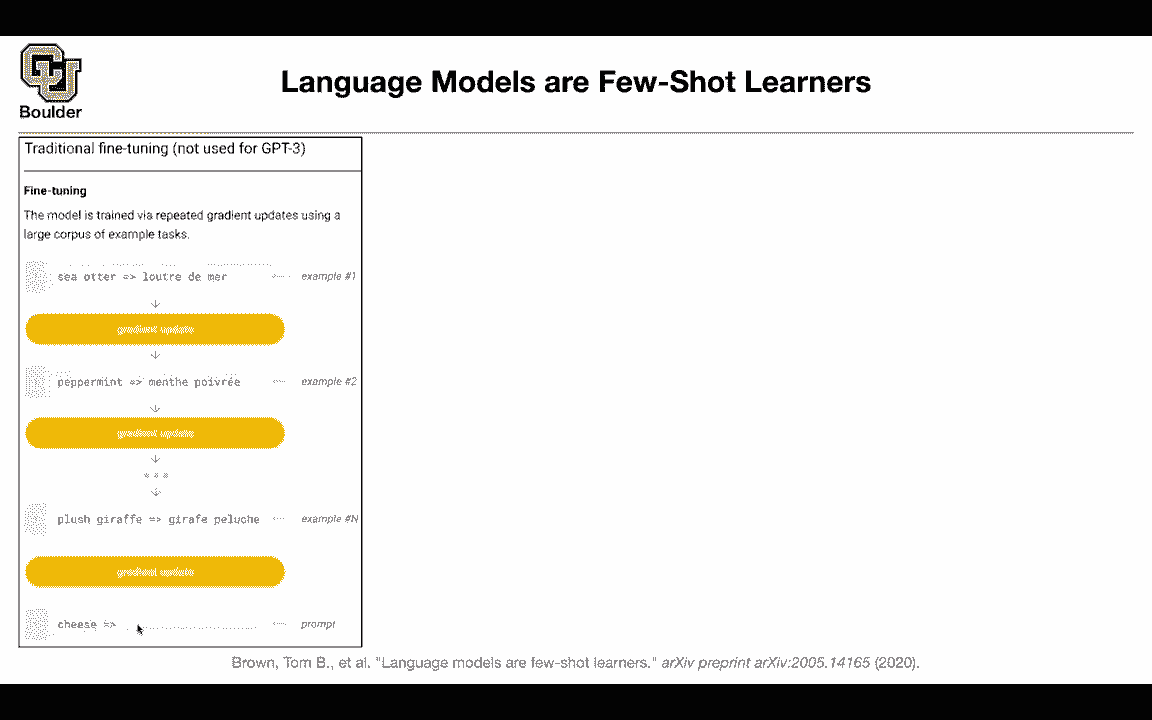 Boulder
Language Models are Few-Shot Learners
Traditional fine-tuning (not used for GPT-3)
Fine-tuning
The model is trained via repeated gradient updates using a
large corpus of example tasks.
sea otter => loutre de mer example #1
gradient update
peppermint => menthe poivrée example #2
gradient update
plush giraffe => girafe peluche example #N
gradient update
cheese => prompt
Brown, Tom B., et al. "Language models are few-shot learners." arXiv preprint arXiv:2005.14165 (2020).